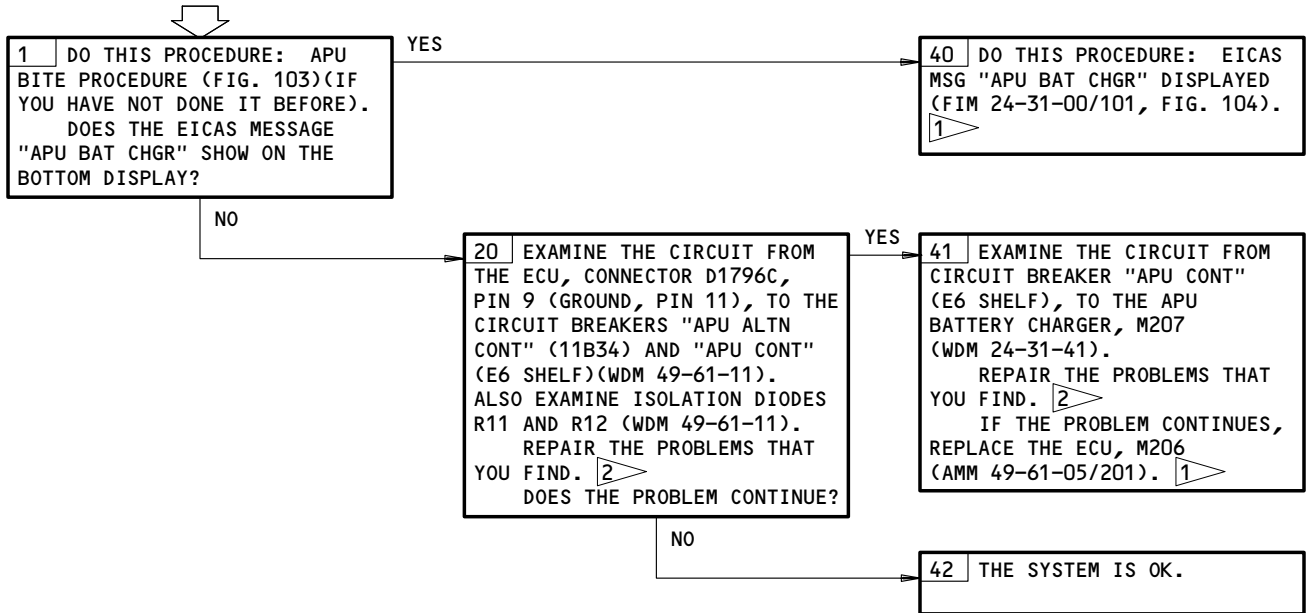 1 DO THIS PROCEDURE: APU
BITE PROCEDURE (FIG. 103)(IF
YOU HAVE NOT DONE IT BEFORE).
DOES THE EICAS MESSAGE
"APU BAT CHGR" SHOW ON THE
BOTTOM DISPLAY?
YES
40 DO THIS PROCEDURE: EICAS
MSG "APU BAT CHGR" DISPLAYED
(FIM 24-31-00/101, FIG. 104).
1
NO
20 EXAMINE THE CIRCUIT FROM
THE ECU, CONNECTOR D1796C,
PIN 9 (GROUND, PIN 11), TO THE
CIRCUIT BREAKERS "APU ALTN
CONT" (11B34) AND "APU CONT"
(E6 SHELF)(WDM 49-61-11).
ALSO EXAMINE ISOLATION DIODES
R11 AND R12 (WDM 49-61-11).
REPAIR THE PROBLEMS THAT
YOU FIND. 2
DOES THE PROBLEM CONTINUE?
YES
41 EXAMINE THE CIRCUIT FROM
CIRCUIT BREAKER "APU CONT"
(E6 SHELF), TO THE APU
BATTERY CHARGER, M207
(WDM 24-31-41).
REPAIR THE PROBLEMS THAT
YOU FIND. 2
IF THE PROBLEM CONTINUES,
REPLACE THE ECU, M206
(AMM 49-61-05/201). 1
NO
42 THE SYSTEM IS OK.